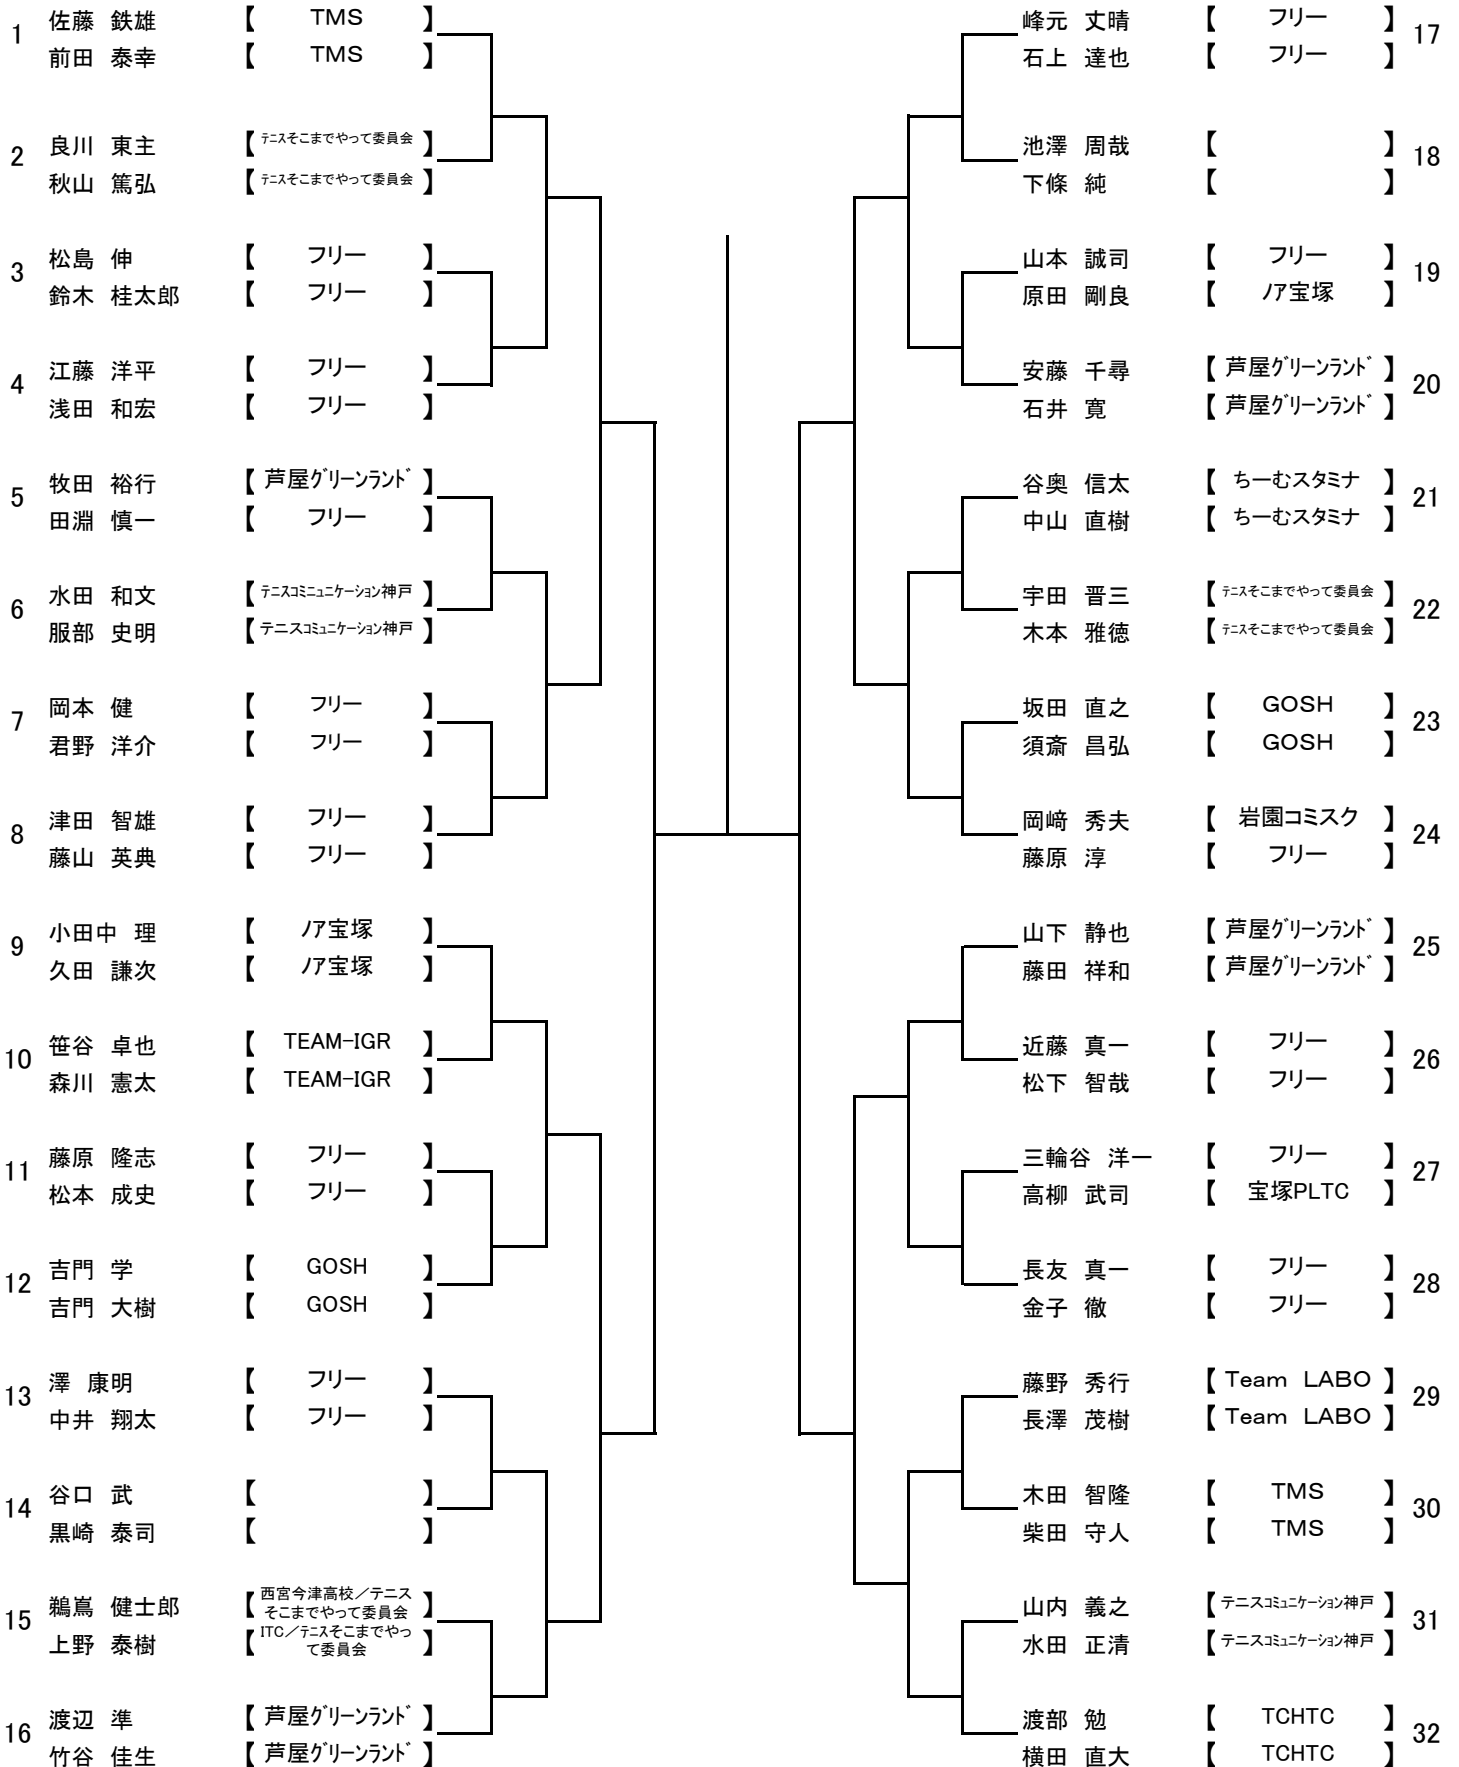 1 佐藤 鉄雄 【 TMS 】
前田 泰幸 【 TMS 】
2 良川 東主 【 ﾃﾆｽそこまでやって委員会 】
秋山 篤弘 【 ﾃﾆｽそこまでやって委員会 】
3 松島 伸 【 フリー 】
鈴木 桂太郎 【 フリー 】
4 江藤 洋平 【 フリー 】
浅田 和宏 【 フリー 】
5 牧田 裕行 【 芦屋ｸﾞﾘｰﾝﾗﾝﾄﾞ 】
田淵 慎一 【 フリー 】
6 水田 和文 【 ﾃﾆｽｺﾐﾆｭﾆｹｰｼｮﾝ神戸 】
服部 史明 【 テニスｺﾐｭﾆｹｰｼｮﾝ神戸 】
7 岡本 健 【 フリー 】
君野 洋介 【 フリー 】
8 津田 智雄 【 フリー 】
藤山 英典 【 フリー 】
9 小田中 理 【 ﾉｱ宝塚 】
久田 謙次 【 ﾉｱ宝塚 】
10 笹谷 卓也 【 TEAM-IGR 】
森川 憲太 【 TEAM-IGR 】
11 藤原 隆志 【 フリー 】
松本 成史 【 フリー 】
12 吉門 学 【 GOSH 】
吉門 大樹 【 GOSH 】
13 澤 康明 【 フリー 】
中井 翔太 【 フリー 】
14 谷口 武 【 】
黒崎 泰司 【 】
15 鵜嶌 健士郎 【 西宮今津高校／テニス
そこまでやって委員会 】
上野 泰樹 【 ITC／ﾃﾆｽそこまでやっ
て委員会 】
16 渡辺 準 【 芦屋ｸﾞﾘｰﾝﾗﾝﾄﾞ 】
竹谷 佳生 【 芦屋ｸﾞﾘｰﾝﾗﾝﾄﾞ 】
峰元 丈晴 【 フリー 】 17
石上 達也 【 フリー 】
池澤 周哉 【 】 18
下條 純 【 】
山本 誠司 【 フリー 】 19
原田 剛良 【 ﾉｱ宝塚 】
安藤 千尋 【 芦屋ｸﾞﾘｰﾝﾗﾝﾄﾞ 】 20
石井 寛 【 芦屋ｸﾞﾘｰﾝﾗﾝﾄﾞ 】
谷奥 信太 【 ちーむスタミナ 】 21
中山 直樹 【 ちーむスタミナ 】
宇田 晋三 【 ﾃﾆｽそこまでやって委員会 】 22
木本 雅徳 【 ﾃﾆｽそこまでやって委員会 】
坂田 直之 【 GOSH 】 23
須斎 昌弘 【 GOSH 】
岡﨑 秀夫 【 岩園コミスク 】 24
藤原 淳 【 フリー 】
山下 静也 【 芦屋ｸﾞﾘｰﾝﾗﾝﾄﾞ 】 25
藤田 祥和 【 芦屋ｸﾞﾘｰﾝﾗﾝﾄﾞ 】
近藤 真一 【 フリー 】 26
松下 智哉 【 フリー 】
三輪谷 洋一 【 フリー 】 27
高柳 武司 【 宝塚PLTC 】
長友 真一 【 フリー 】 28
金子 徹 【 フリー 】
藤野 秀行 【 Team LABO 】 29
長澤 茂樹 【 Team LABO 】
木田 智隆 【 TMS 】 30
柴田 守人 【 TMS 】
山内 義之 【 テニスｺﾐｭﾆｹｰｼｮﾝ神戸 】 31
水田 正清 【 テニスｺﾐｭﾆｹｰｼｮﾝ神戸 】
渡部 勉 【 TCHTC 】 32
横田 直大 【 TCHTC 】